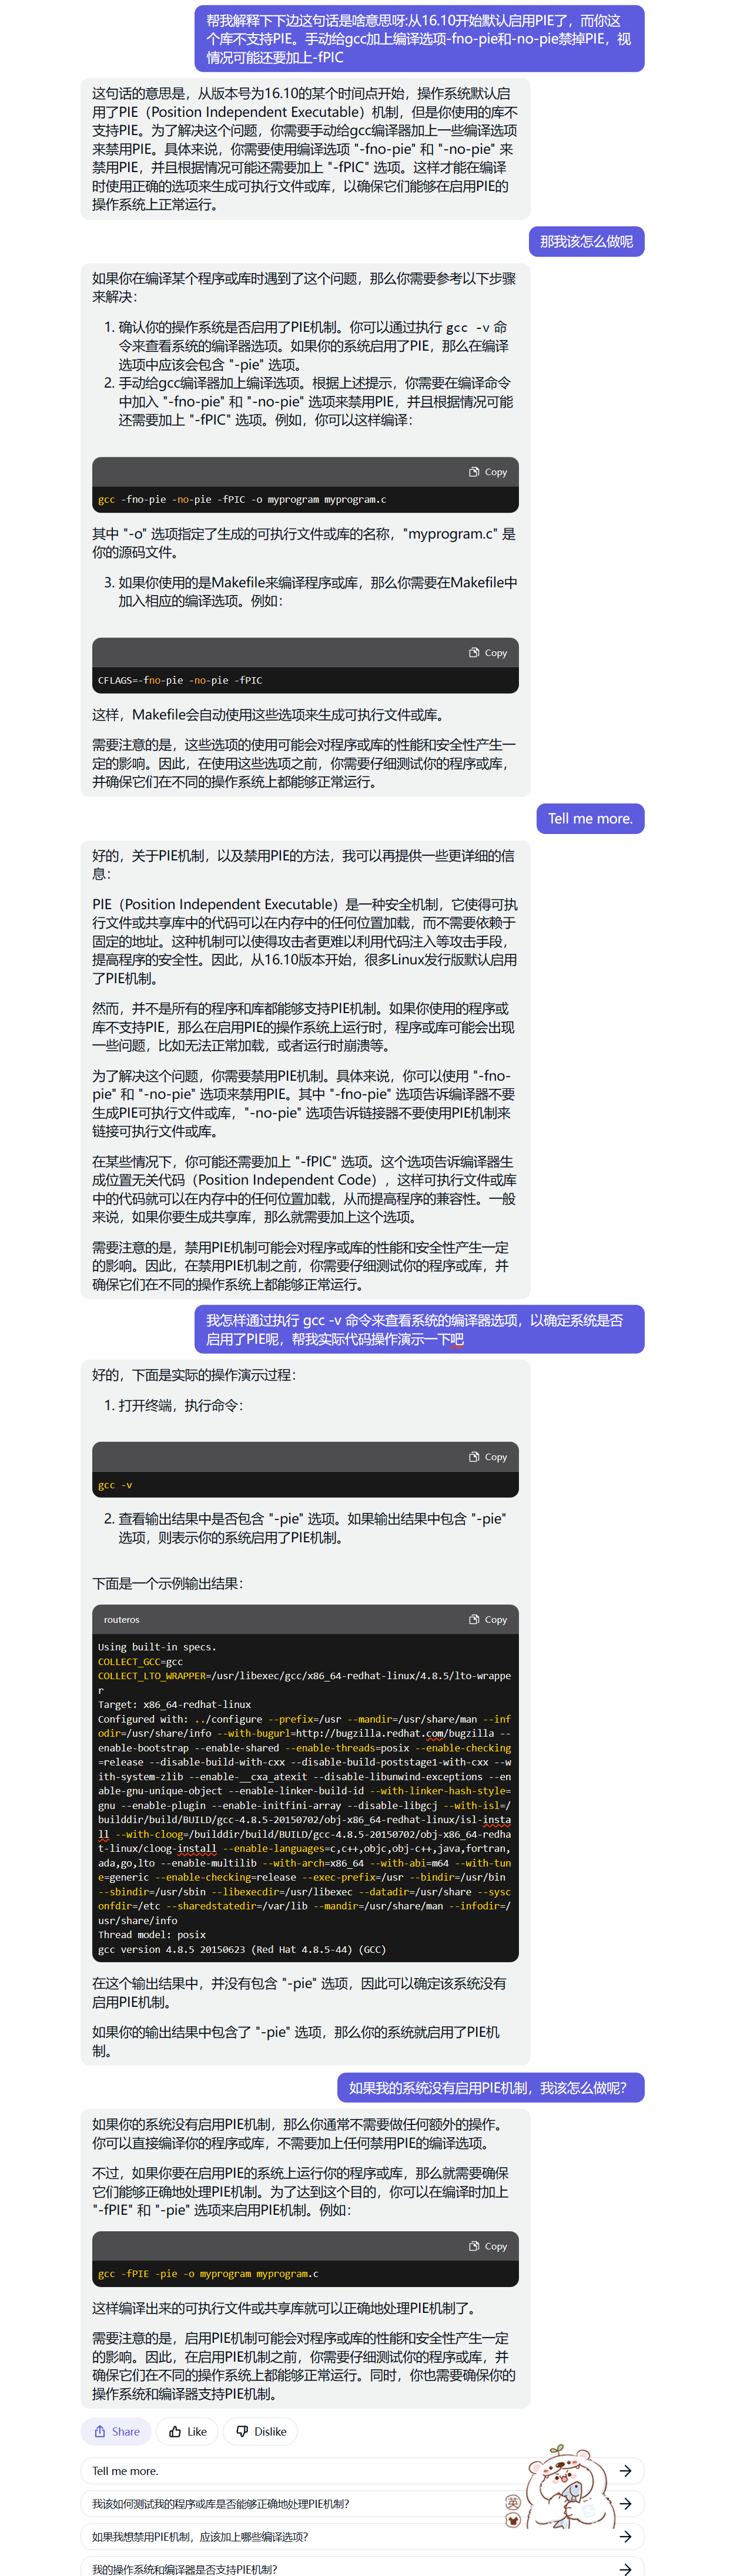 帮我解释下下边这句话是啥意思呀:从16.10开始默认启用PIE了，而你这
个库不支持PIE。手动给gcc加上编译选项-fno-pie和-no-pie禁掉PIE，视
情况可能还要加上-fPIC
这句话的意思是，从版本号为16.10的某个时间点开始，操作系统默认启
用了PIE（Position Independent Executable）机制，但是你使用的库不
支持PIE。为了解决这个问题，你需要手动给gcc编译器加上一些编译选项
来禁用PIE。具体来说，你需要使用编译选项 "-fno-pie" 和 "-no-pie" 来
禁用PIE，并且根据情况可能还需要加上 "-fPIC" 选项。这样才能在编译
时使用正确的选项来生成可执行文件或库，以确保它们能够在启用PIE的
操作系统上正常运行。
那我该怎么做呢
如果你在编译某个程序或库时遇到了这个问题，那么你需要参考以下步骤
来解决：
1. 确认你的操作系统是否启用了PIE机制。你可以通过执行 gcc -v 命
令来查看系统的编译器选项。如果你的系统启用了PIE，那么在编译
选项中应该会包含 "-pie" 选项。
2. 手动给gcc编译器加上编译选项。根据上述提示，你需要在编译命令
中加入 "-fno-pie" 和 "-no-pie" 选项来禁用PIE，并且根据情况可能
还需要加上 "-fPIC" 选项。例如，你可以这样编译：
Copy
gcc -fno-pie -no-pie -fPIC -o myprogram myprogram.c
其中 "-o" 选项指定了生成的可执行文件或库的名称，"myprogram.c" 是
你的源码文件。
3. 如果你使用的是Makefile来编译程序或库，那么你需要在Makefile中
加入相应的编译选项。例如：
Copy
CFLAGS=-fno-pie -no-pie -fPIC
这样，Makefile会自动使用这些选项来生成可执行文件或库。
需要注意的是，这些选项的使用可能会对程序或库的性能和安全性产生一
定的影响。因此，在使用这些选项之前，你需要仔细测试你的程序或库，
并确保它们在不同的操作系统上都能够正常运行。
Tell me more.
好的，关于PIE机制，以及禁用PIE的方法，我可以再提供一些更详细的信
息：
PIE（Position Independent Executable）是一种安全机制，它使得可执
行文件或共享库中的代码可以在内存中的任何位置加载，而不需要依赖于
固定的地址。这种机制可以使得攻击者更难以利用代码注入等攻击手段，
提高程序的安全性。因此，从16.10版本开始，很多Linux发行版默认启用
了PIE机制。
然而，并不是所有的程序和库都能够支持PIE机制。如果你使用的程序或
库不支持PIE，那么在启用PIE的操作系统上运行时，程序或库可能会出现
一些问题，比如无法正常加载，或者运行时崩溃等。
为了解决这个问题，你需要禁用PIE机制。具体来说，你可以使用 "-fno-
pie" 和 "-no-pie" 选项来禁用PIE。其中 "-fno-pie" 选项告诉编译器不要
生成PIE可执行文件或库，"-no-pie" 选项告诉链接器不要使用PIE机制来
链接可执行文件或库。
在某些情况下，你可能还需要加上 "-fPIC" 选项。这个选项告诉编译器生
成位置无关代码（Position Independent Code），这样可执行文件或库
中的代码就可以在内存中的任何位置加载，从而提高程序的兼容性。一般
来说，如果你要生成共享库，那么就需要加上这个选项。
需要注意的是，禁用PIE机制可能会对程序或库的性能和安全性产生一定
的影响。因此，在禁用PIE机制之前，你需要仔细测试你的程序或库，并
确保它们在不同的操作系统上都能够正常运行。
我怎样通过执行 gcc -v 命令来查看系统的编译器选项，以确定系统是否
启用了PIE呢，帮我实际代码操作演示一下吧
好的，下面是实际的操作演示过程：
1. 打开终端，执行命令：
Copy
gcc -v
2. 查看输出结果中是否包含 "-pie" 选项。如果输出结果中包含 "-pie"
选项，则表示你的系统启用了PIE机制。
下面是一个示例输出结果：
routeros
Copy
Using built-in specs.
COLLECT_GCC=gcc
COLLECT_LTO_WRAPPER=/usr/libexec/gcc/x86_64-redhat-linux/4.8.5/lto-wrappe
r
Target: x86_64-redhat-linux
Configured with: ../configure --prefix=/usr --mandir=/usr/share/man --inf
odir=/usr/share/info --with-bugurl=http://bugzilla.redhat.com/bugzilla --
enable-bootstrap --enable-shared --enable-threads=posix --enable-checking
=release --disable-build-with-cxx --disable-build-poststage1-with-cxx --w
ith-system-zlib --enable-__cxa_atexit --disable-libunwind-exceptions --en
able-gnu-unique-object --enable-linker-build-id --with-linker-hash-style=
gnu --enable-plugin --enable-initfini-array --disable-libgcj --with-isl=/
builddir/build/BUILD/gcc-4.8.5-20150702/obj-x86_64-redhat-linux/isl-insta
ll --with-cloog=/builddir/build/BUILD/gcc-4.8.5-20150702/obj-x86_64-redha
t-linux/cloog-install --enable-languages=c,c++,objc,obj-c++,java,fortran,
ada,go,lto --enable-multilib --with-arch=x86_64 --with-abi=m64 --with-tun
e=generic --enable-checking=release --exec-prefix=/usr --bindir=/usr/bin
--sbindir=/usr/sbin --libexecdir=/usr/libexec --datadir=/usr/share --sysc
onfdir=/etc --sharedstatedir=/var/lib --mandir=/usr/share/man --infodir=/
usr/share/info
Thread model: posix
gcc version 4.8.5 20150623 (Red Hat 4.8.5-44) (GCC)
在这个输出结果中，并没有包含 "-pie" 选项，因此可以确定该系统没有
启用PIE机制。
如果你的输出结果中包含了 "-pie" 选项，那么你的系统就启用了PIE机
制。
如果我的系统没有启用PIE机制，我该怎么做呢？
如果你的系统没有启用PIE机制，那么你通常不需要做任何额外的操作。
你可以直接编译你的程序或库，不需要加上任何禁用PIE的编译选项。
不过，如果你要在启用PIE的系统上运行你的程序或库，那么就需要确保
它们能够正确地处理PIE机制。为了达到这个目的，你可以在编译时加上
"-fPIE" 和 "-pie" 选项来启用PIE机制。例如：
Copy
gcc -fPIE -pie -o myprogram myprogram.c
这样编译出来的可执行文件或共享库就可以正确地处理PIE机制了。
需要注意的是，启用PIE机制可能会对程序或库的性能和安全性产生一定
的影响。因此，在启用PIE机制之前，你需要仔细测试你的程序或库，并
确保它们在不同的操作系统上都能够正常运行。同时，你也需要确保你的
操作系统和编译器支持PIE机制。
Share
Like
Dislike
Tell me more.
英
我该如何测试我的程序或库是否能够正确地处理PIE机制？
如果我想禁用PIE机制，应该加上哪些编译选项？
我的操作系统和编译器是否支持PIE机制？